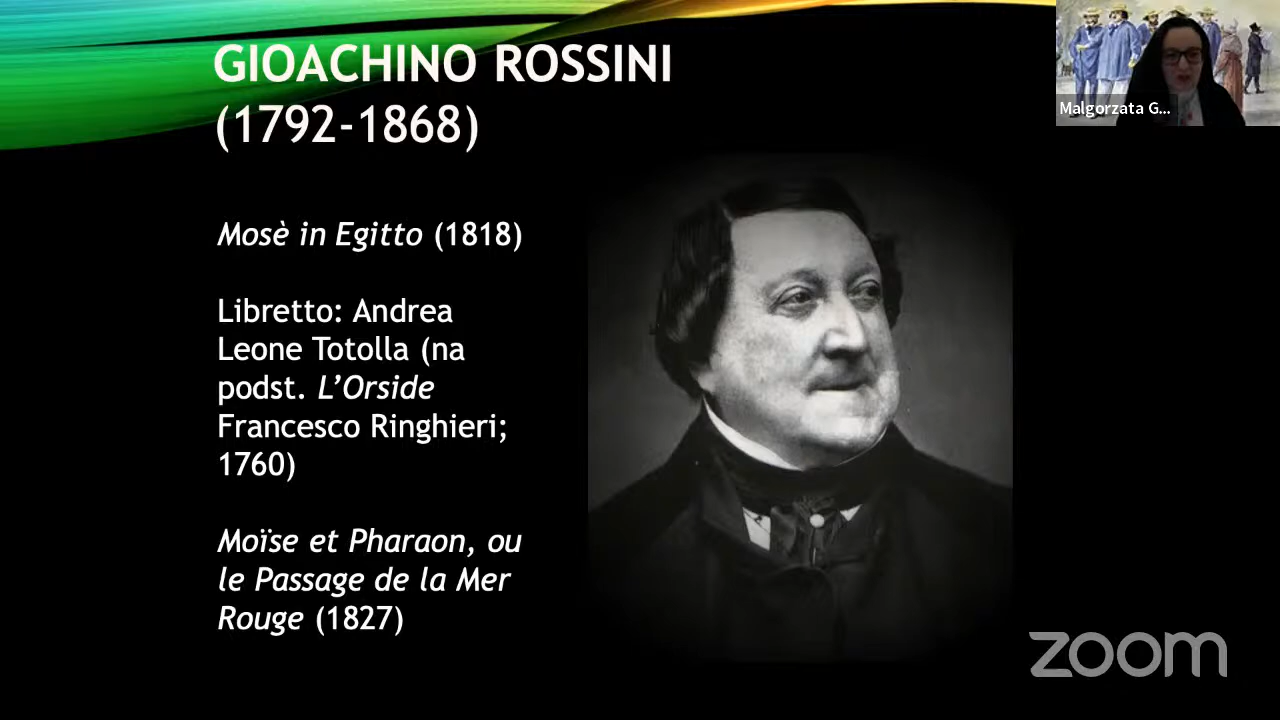 GIOACHINO ROSSINI
(1792-1868)
Mosè in Egitto (1818)
Libretto: Andrea
Leone Totolla (na
podst. L’Orside
Francesco Ringhieri;
1760)
Moïse et Pharaon, ou
le Passage de la Mer
Rouge (1827)
Malgorzata G...
zoom